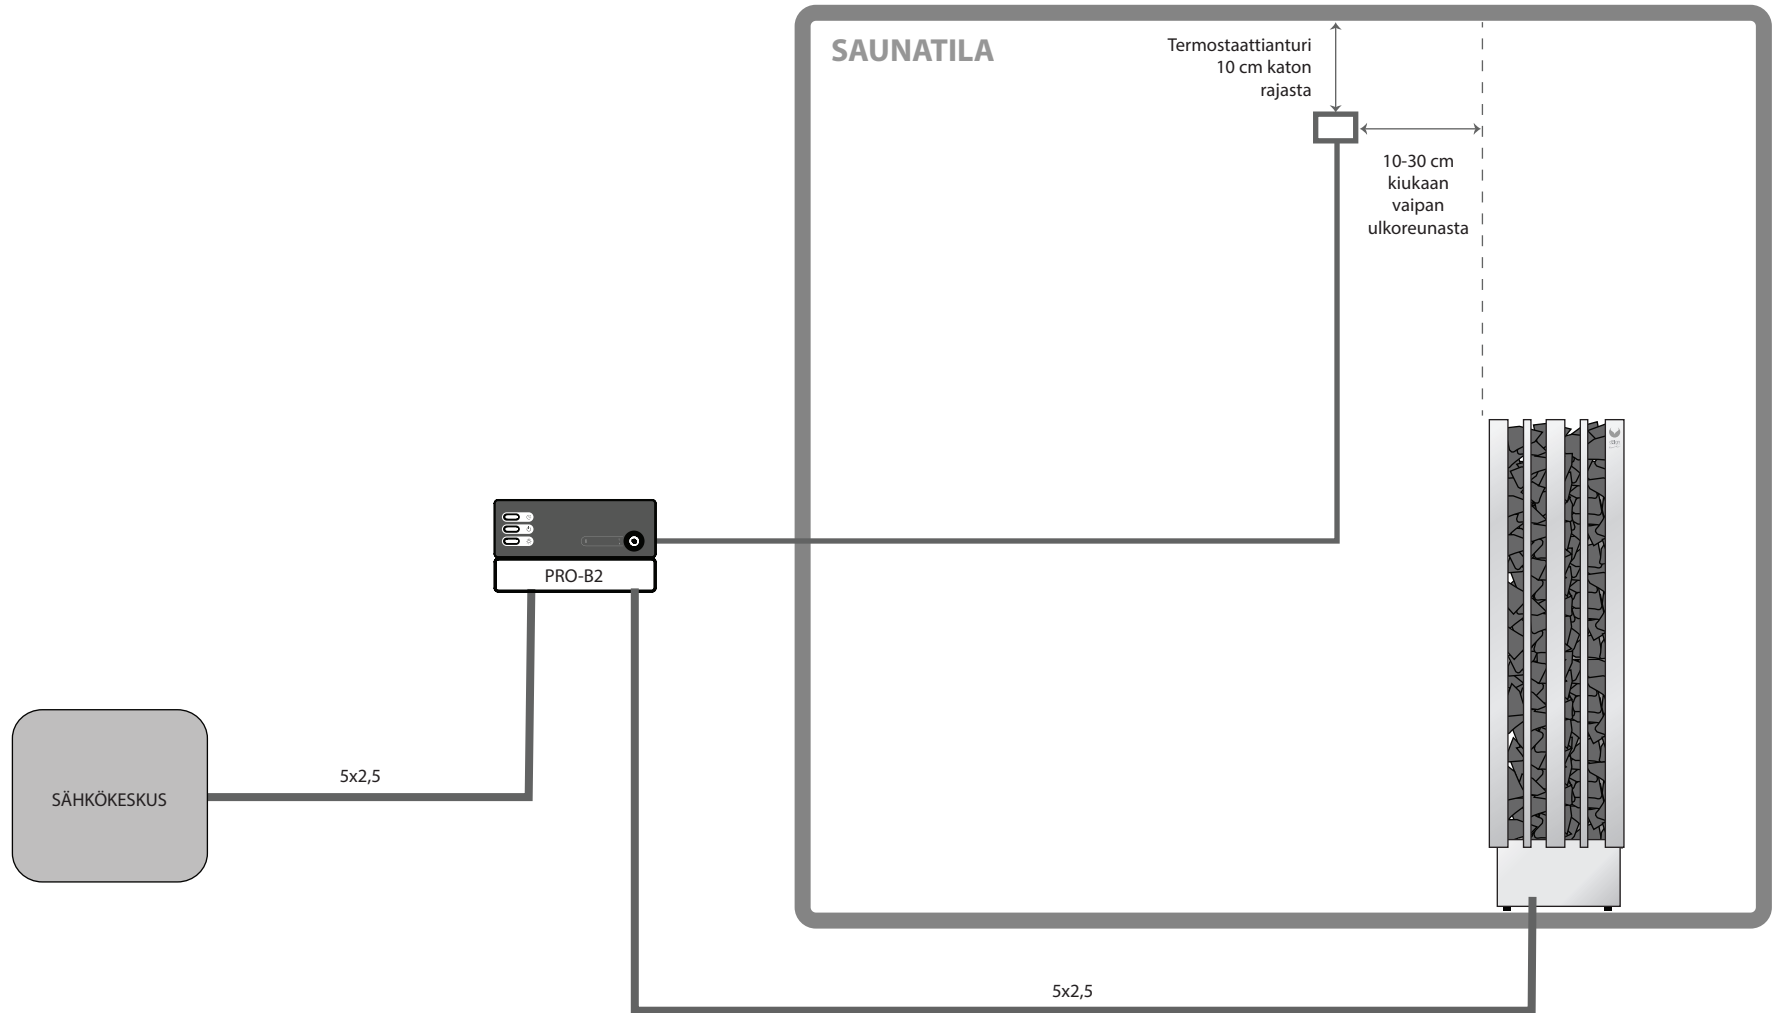 SAUNATILA
Termostaattianturi
10 cm katon
rajasta
10-30 cm
kiukaan
vaipan
ulkoreunasta
PRO-B2
5x2,5
SÄHKÖKESKUS
5x2,5